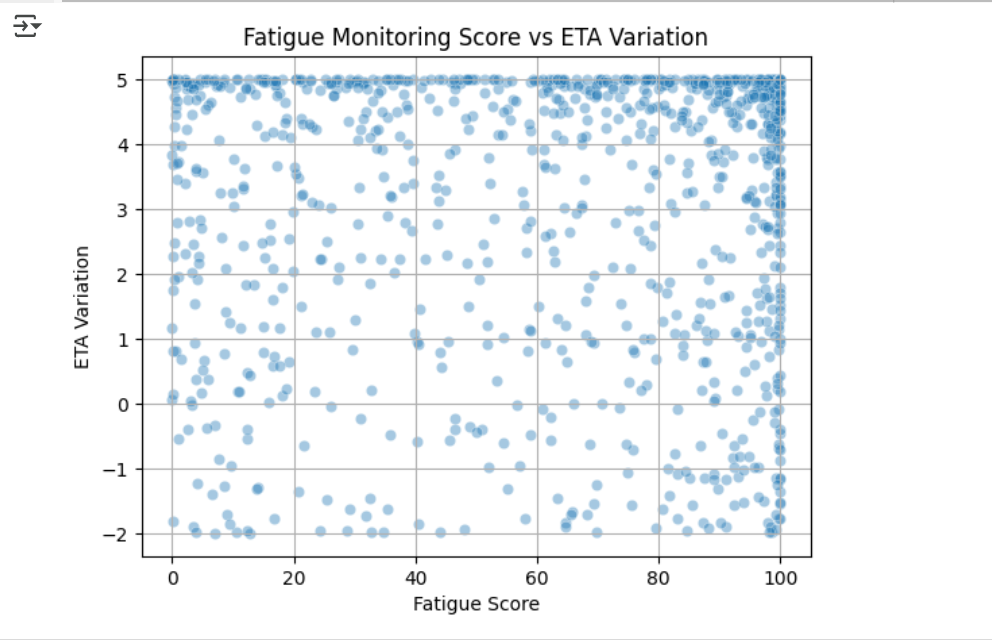 Fatigue Monitoring Score vs ETA Variation
5
4
3
2
1
0
−1
−2
ETA Variation
0 20 40 60 80 100
Fatigue Score